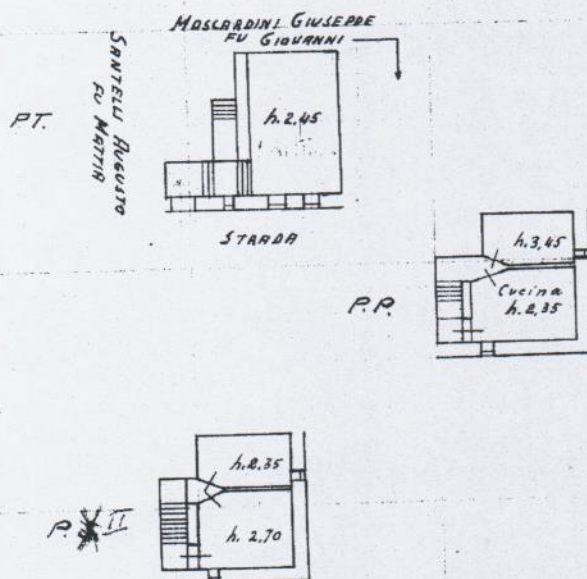 MOSCARDINI GIUSEPPE
FU GIOVANNI
SANTELLI AUGUSTO
FU MATTIA
P.T.
h. 2,45
STRADA
P.P.
h. 3,45
Cucina
h. 2,35
P. II
h. 2,35
h. 2,70